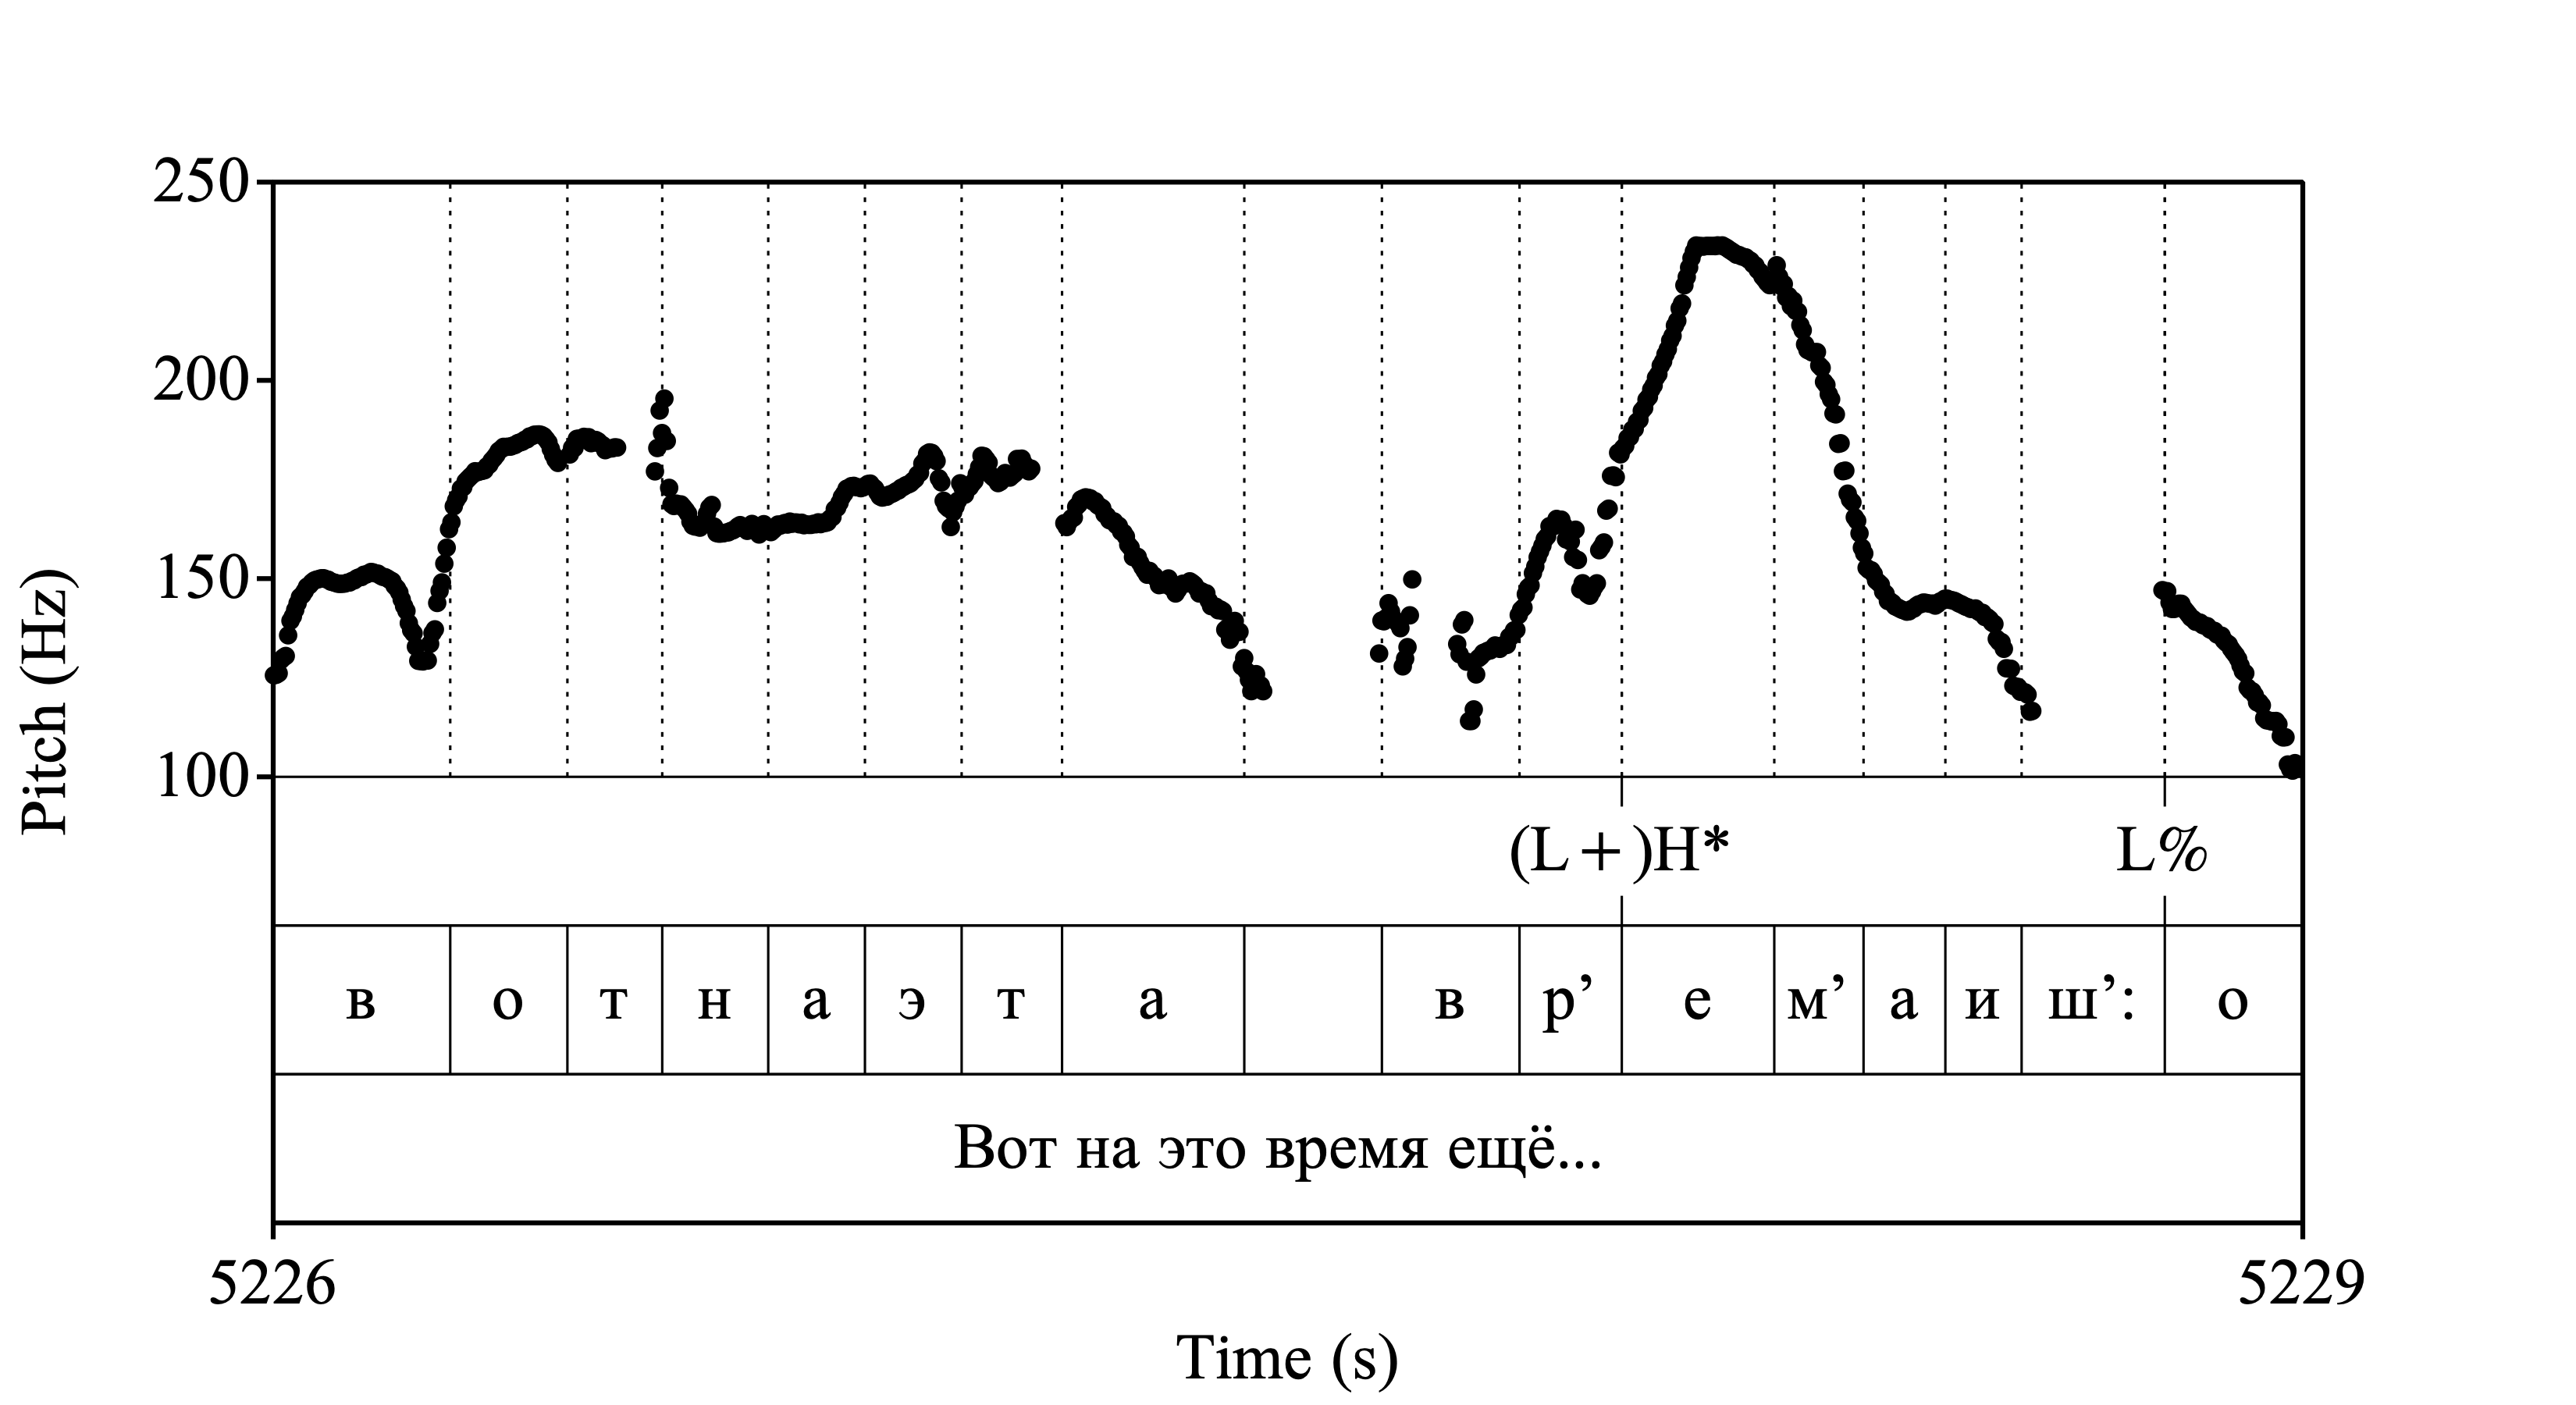 250
200
150
100
Pitch (Hz)
(L+)H* L%
в о т н а э т а в р’ е м’ а и ш’: о
Вот на это время ещё...
5226 5229
Time (s)